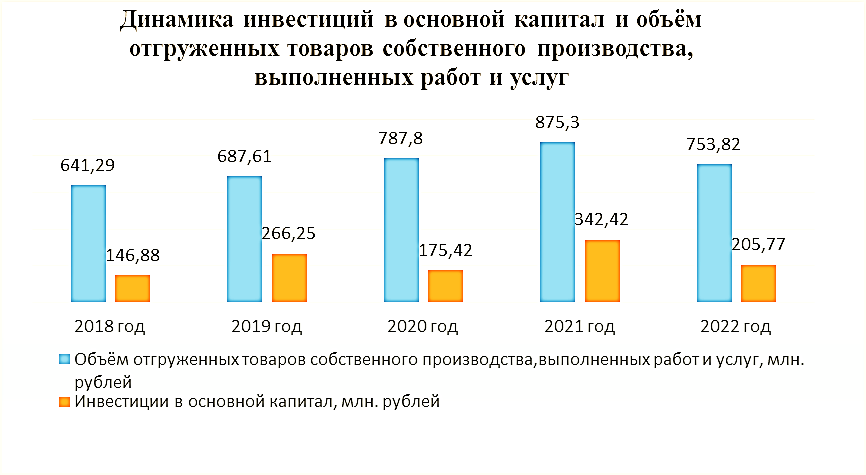 Динамика инвестиций в основной капитал и объём
отгруженных товаров собственного производства,
выполненных работ и услуг
875,3
787,8
753,82
687,61
641,29
342,42
266,25
205,77
175,42
146,88
2018 год 2019 год 2020 год 2021 год 2022 год
Объём отгруженных товаров собственного производства,выполненных работ и услуг, млн.
рублей
Инвестиции в основной капитал, млн. рублей